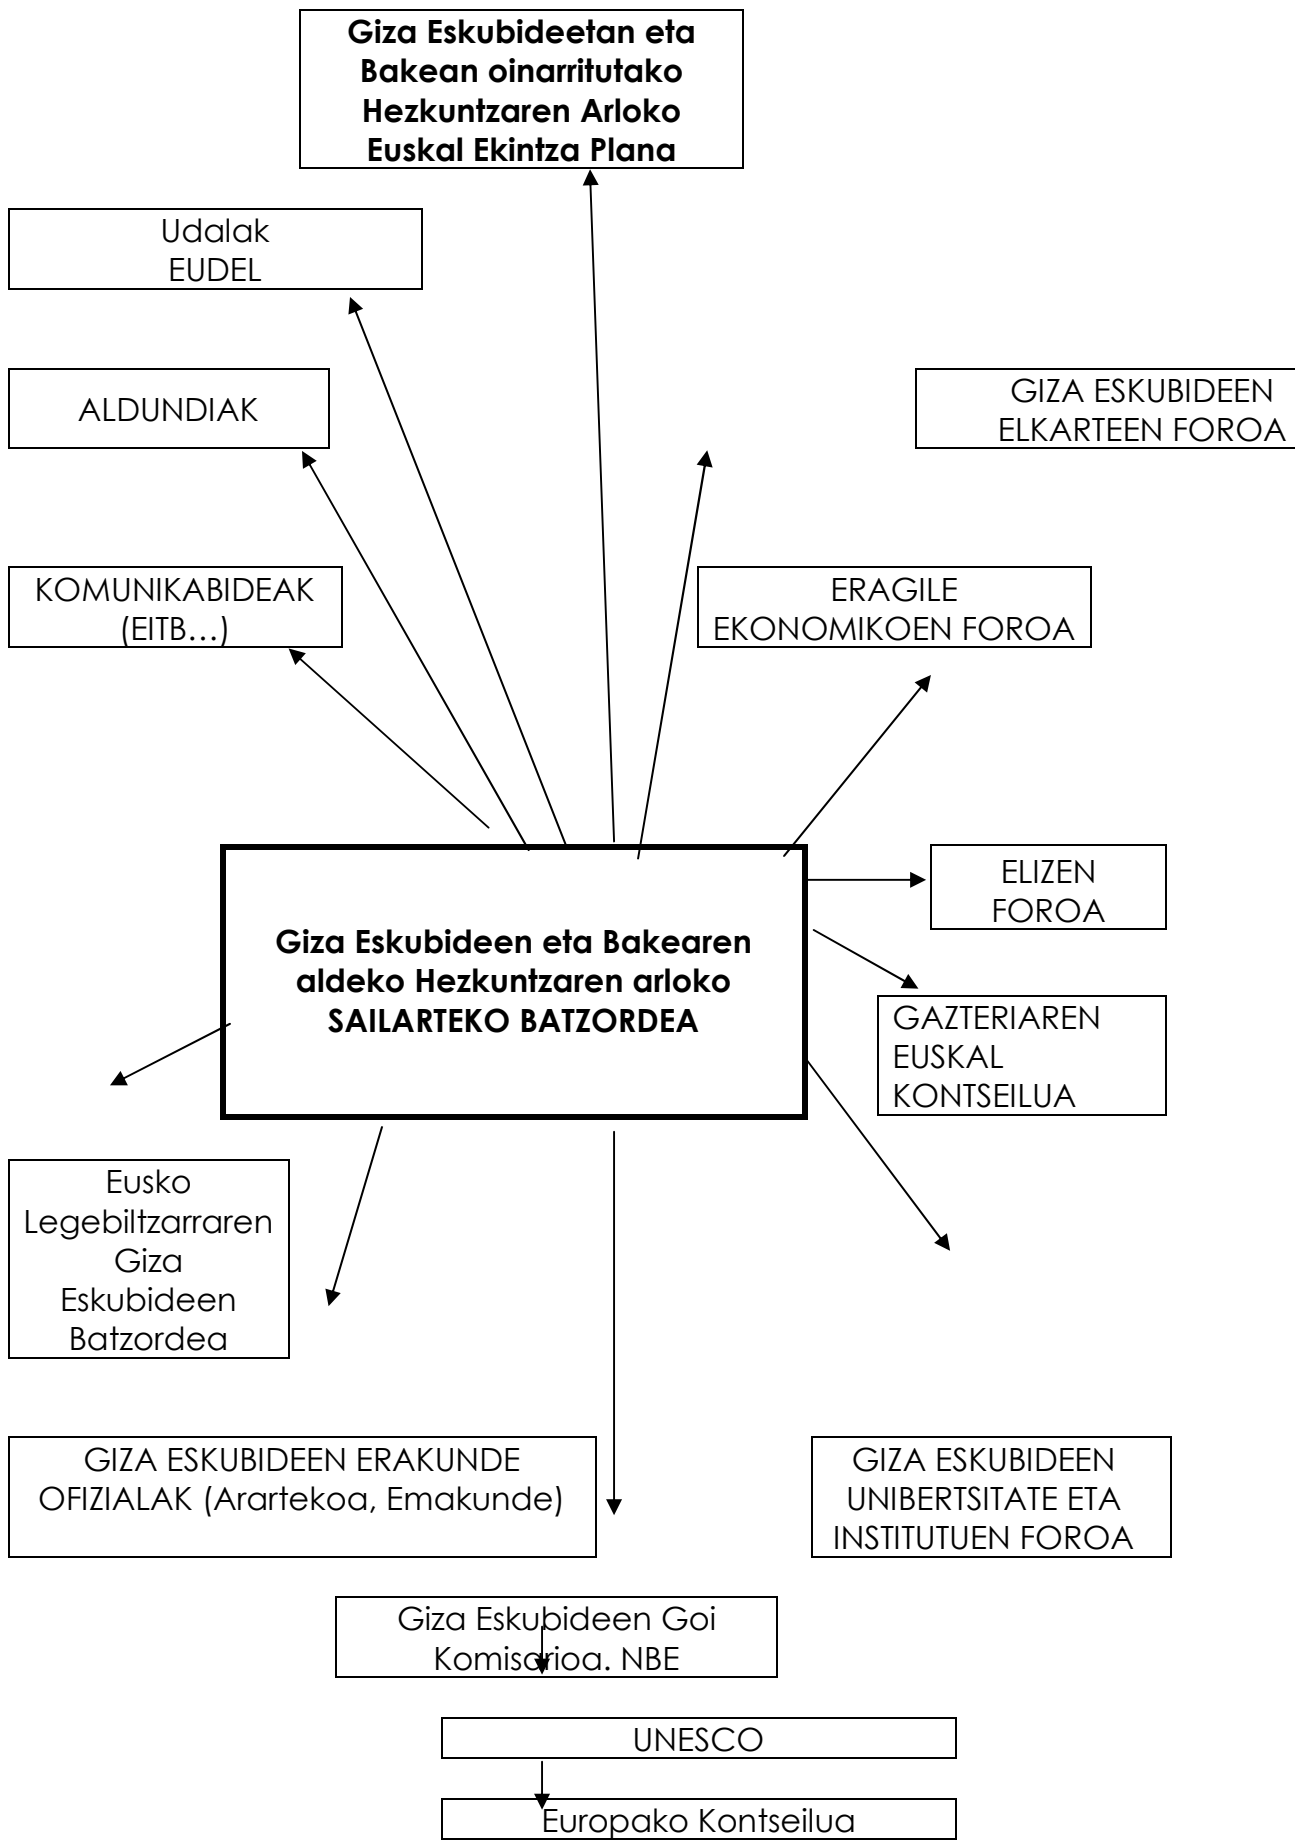 Giza Eskubideetan eta
Bakean oinarritutako
Hezkuntzaren Arloko
Euskal Ekintza Plana
Udalak
EUDEL
ALDUNDIAK
GIZA ESKUBIDEEN
ELKARTEEN FOROA
KOMUNIKABIDEAK
(EITB…)
ERAGILE
EKONOMIKOEN FOROA
ELIZEN
FOROA
Giza Eskubideen eta Bakearen
aldeko Hezkuntzaren arloko
SAILARTEKO BATZORDEA
GAZTERIAREN
EUSKAL
KONTSEILUA
Eusko
Legebiltzarraren
Giza
Eskubideen
Batzordea
GIZA ESKUBIDEEN ERAKUNDE
OFIZIALAK (Arartekoa, Emakunde)
GIZA ESKUBIDEEN
UNIBERTSITATE ETA
INSTITUTUEN FOROA
Giza Eskubideen Goi
Komisarioa. NBE
UNESCO
Europako Kontseilua